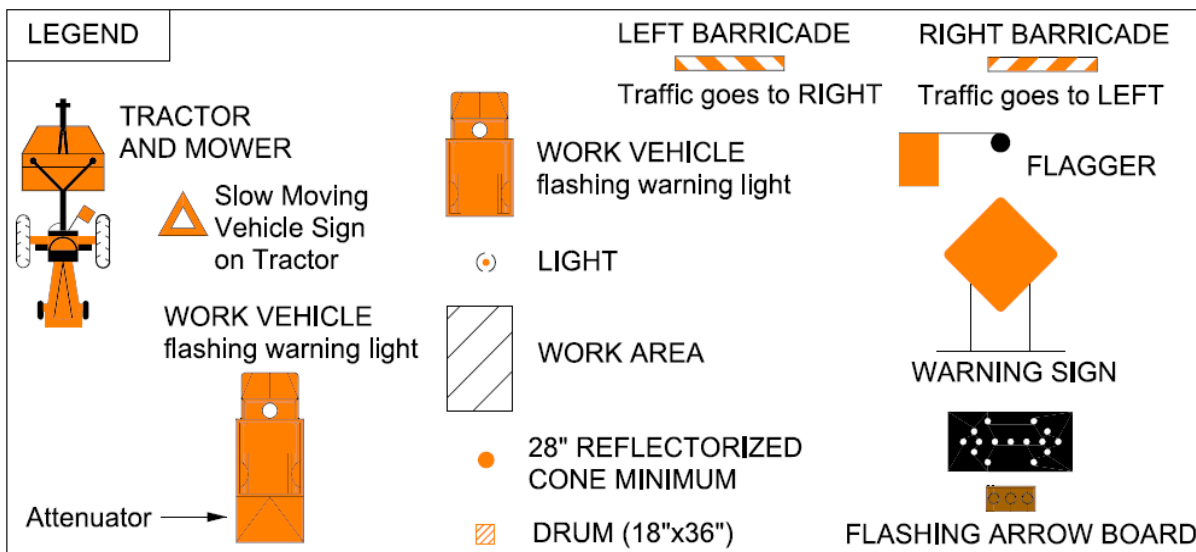 LEGEND
LEFT BARRICADE
Traffic goes to RIGHT
RIGHT BARRICADE
Traffic goes to LEFT
TRACTOR
AND MOWER
Slow Moving
Vehicle Sign
on Tractor
WORK VEHICLE
flashing warning light
FLAGGER
LIGHT
WORK VEHICLE
flashing warning light
WORK AREA
WARNING SIGN
28" REFLECTORIZED
CONE MINIMUM
Attenuator
DRUM (18"x36")
FLASHING ARROW BOARD